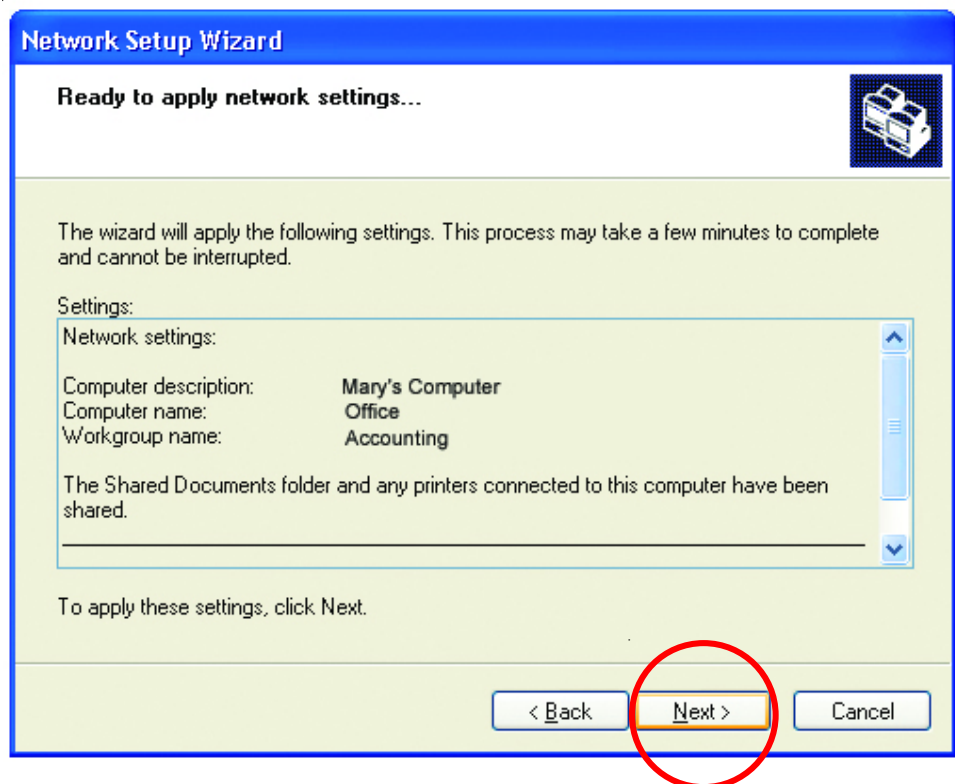 Network Setup Wizard
Ready to apply network settings...
The wizard will apply the following settings. This process may take a few minutes to complete
and cannot be interrupted.
Settings:
Network settings:
Computer description: Mary's Computer
Computer name: Office
Workgroup name: Accounting
The Shared Documents folder and any printers connected to this computer have been
shared.
To apply these settings, click Next.
< Back Next > Cancel